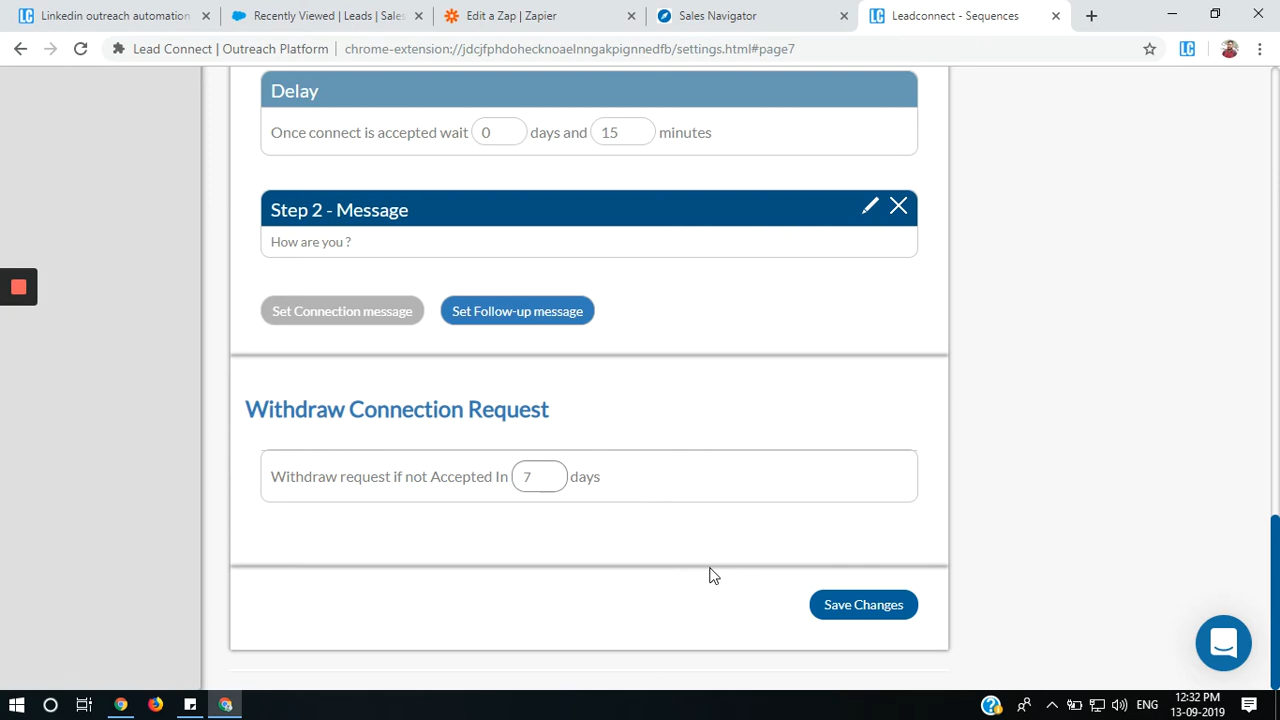 Linkedin outreach automation
Recently Viewed | Leads | Sales
Edit a Zap | Zapier
Sales Navigator
Leadconnect - Sequences
Lead Connect | Outreach Platform
chrome-extension://jdcjfphdohecknoaelnngakpignnedfb/settings.html#page7
Delay
Once connect is accepted wait 0 days and 15 minutes
Step 2 - Message
How are you ?
Set Connection message
Set Follow-up message
Withdraw Connection Request
Withdraw request if not Accepted In 7 days
Save Changes
ENG
12:32 PM
13-09-2019